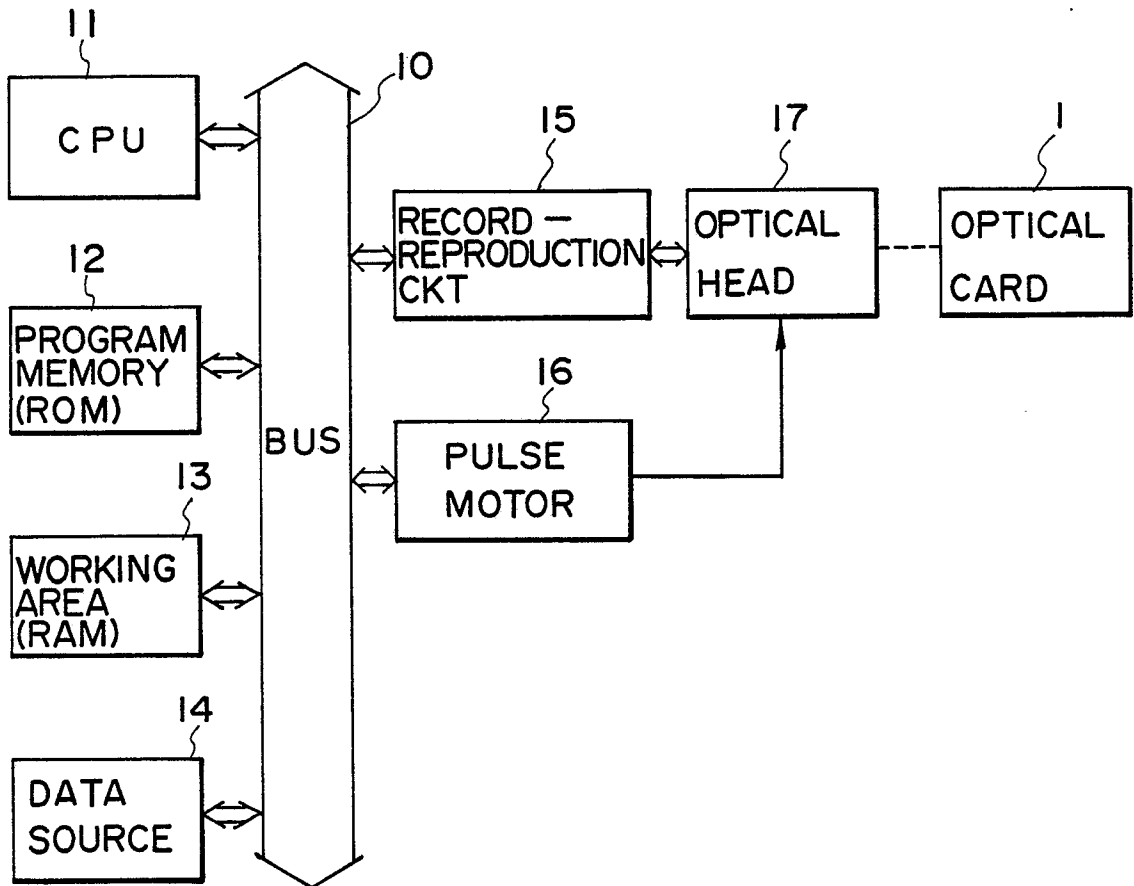 11
CPU
10
15
RECORD —
REPRODUCTION
CKT
17
OPTICAL
HEAD
1
OPTICAL
CARD
12
PROGRAM
MEMORY
(ROM)
BUS
16
PULSE
MOTOR
13
WORKING
AREA
(RAM)
14
DATA
SOURCE